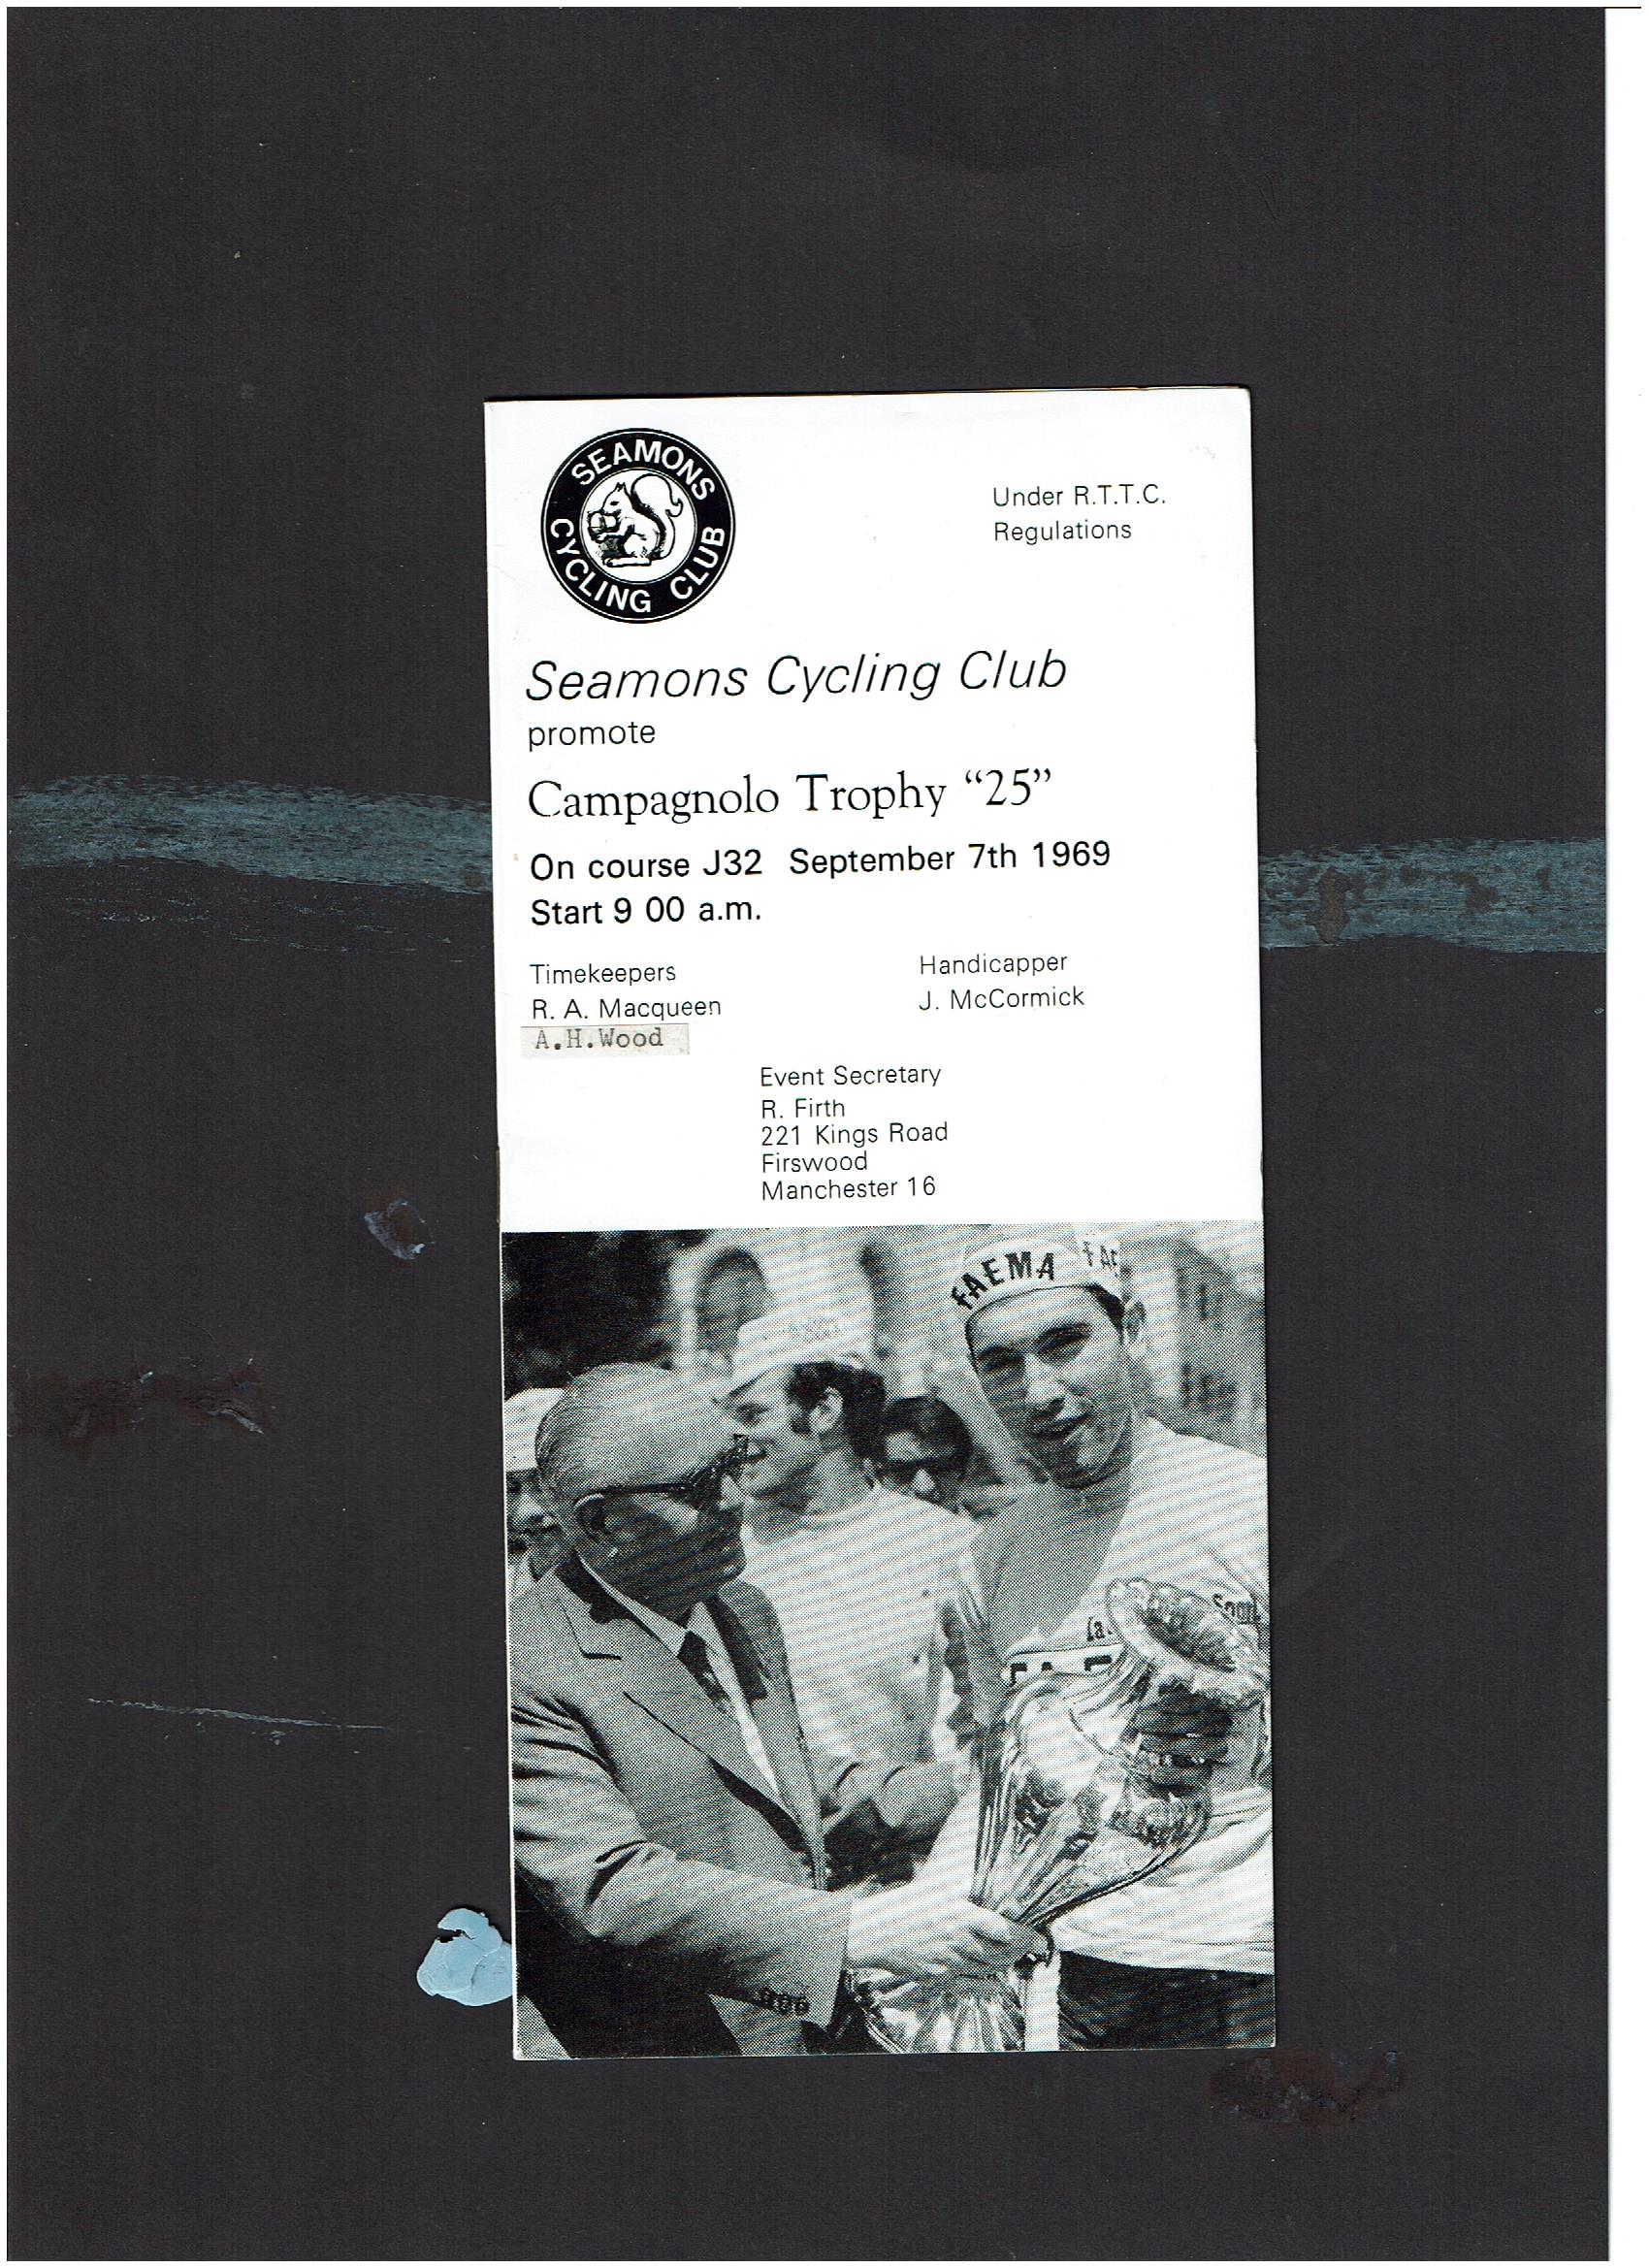 SEAMONS
CYCLING CLUB
Under R.T.T.C.
Regulations
Seamons Cycling Club
promote
Campagnolo Trophy “25”
On course J32 September 7th 1969
Start 9 00 a.m.
Timekeepers
R. A. Macqueen
A.H.Wood
Handicapper
J. McCormick
Event Secretary
R. Firth
221 Kings Road
Firswood
Manchester 16
FAEMA FAE